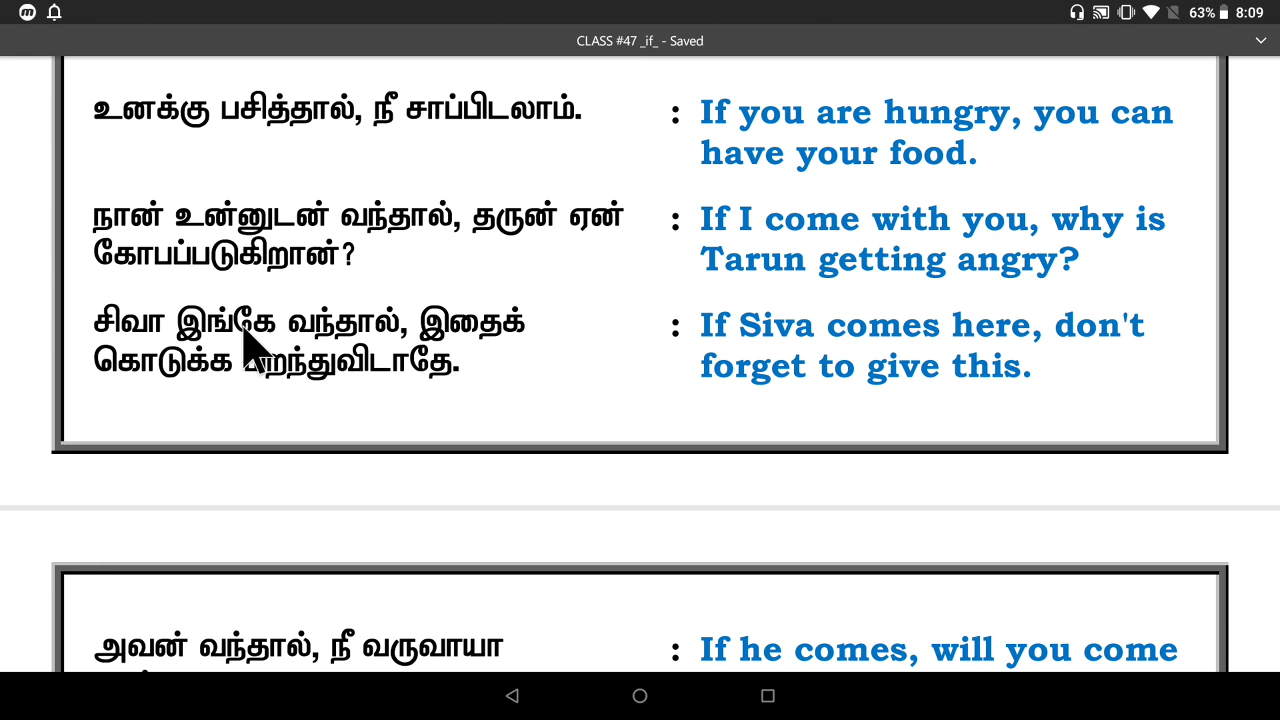 63% 8:09
CLASS #47 _if_ - Saved
உனக்கு பசித்தால், நீ சாப்பிடலாம். : If you are hungry, you can
have your food.
நான் உன்னுடன் வந்தால், தருன் ஏன் : If I come with you, why is
கோபப்படுகிறான்? Tarun getting angry?
சிவா இங்கே வந்தால், இதைக் : If Siva comes here, don't
கொடுக்க மறந்துவிடாதே. forget to give this.
அவன் வந்தால், நீ வருவாயா : If he comes, will you come